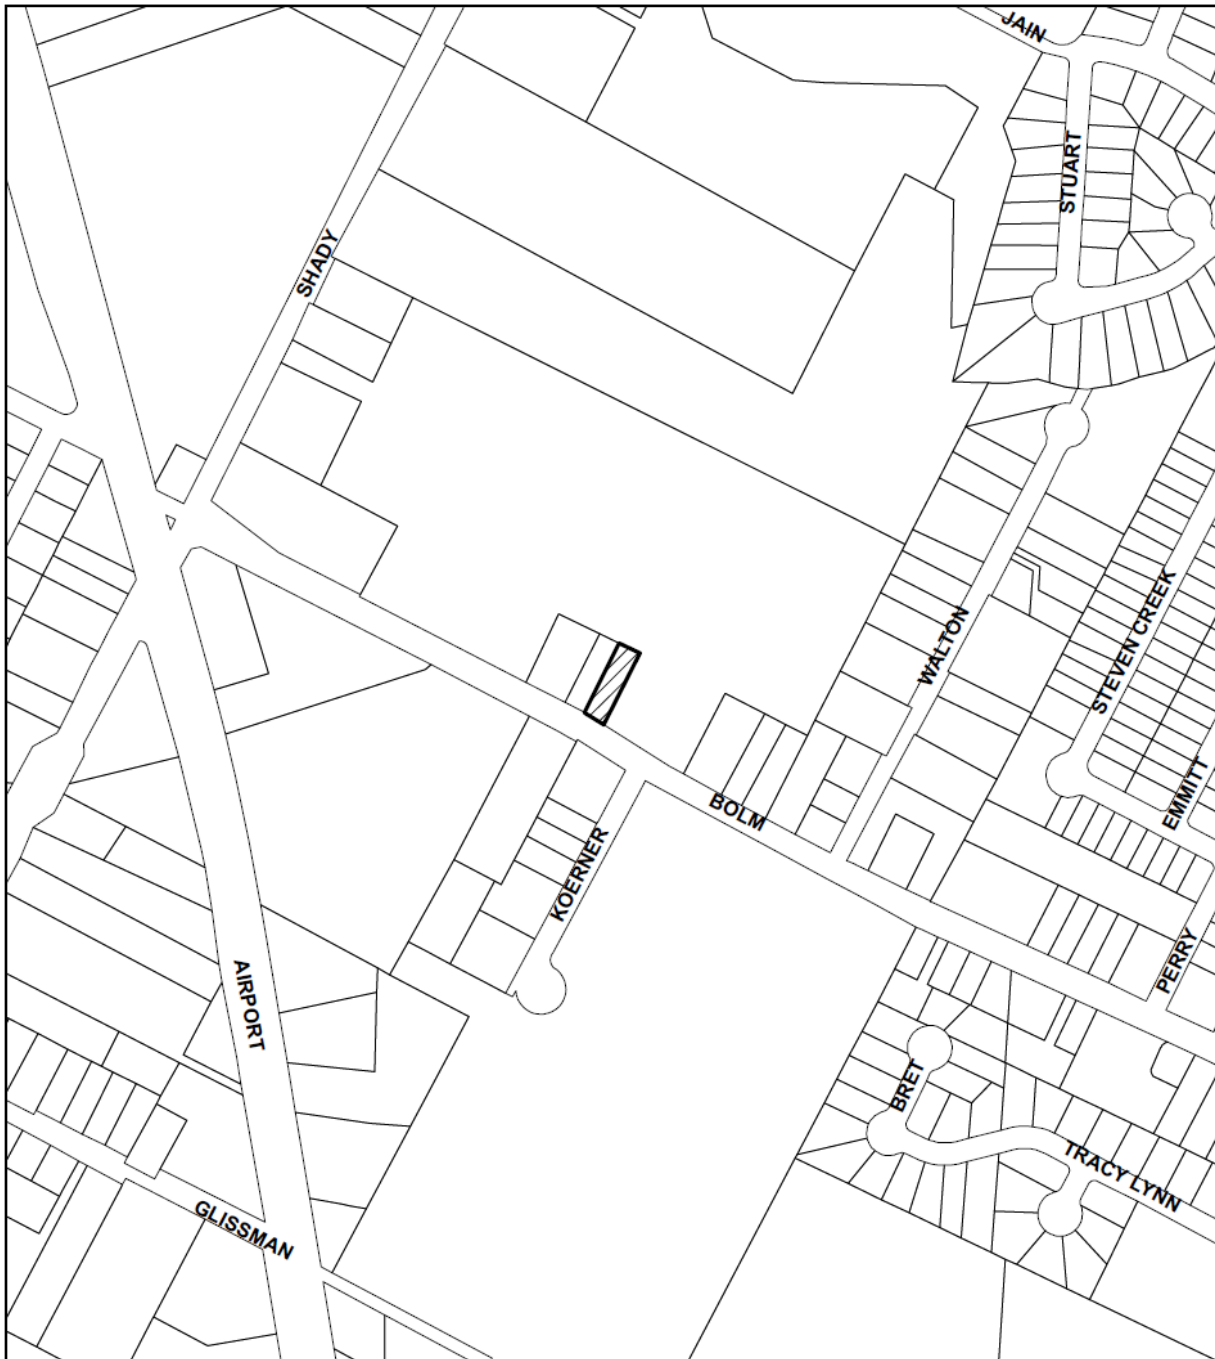 JAIN
STUART
SHADY
STEVEN CREEK
WALTON
EMMITT
BOLM
KOERNER
PERRY
AIRPORT
BRET
TRACY LYNN
GLISSMAN